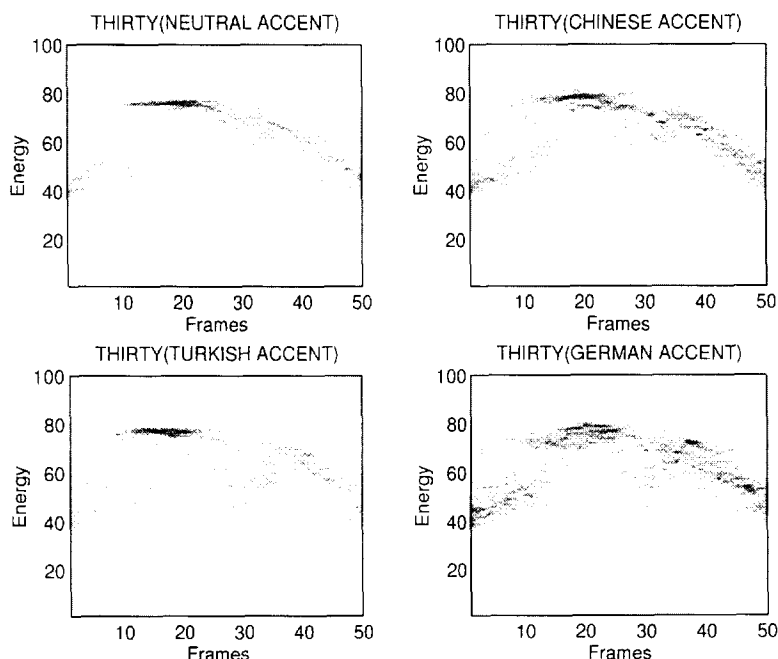 THIRTY(NEUTRAL ACCENT)
100
80
60
40
20
Energy
10 20 30 40 50
Frames
THIRTY(CHINESE ACCENT)
100
80
60
40
20
Energy
10 20 30 40 50
Frames
THIRTY(TURKISH ACCENT)
100
80
60
40
20
Energy
10 20 30 40 50
Frames
THIRTY(GERMAN ACCENT)
100
80
60
40
20
Energy
10 20 30 40 50
Frames